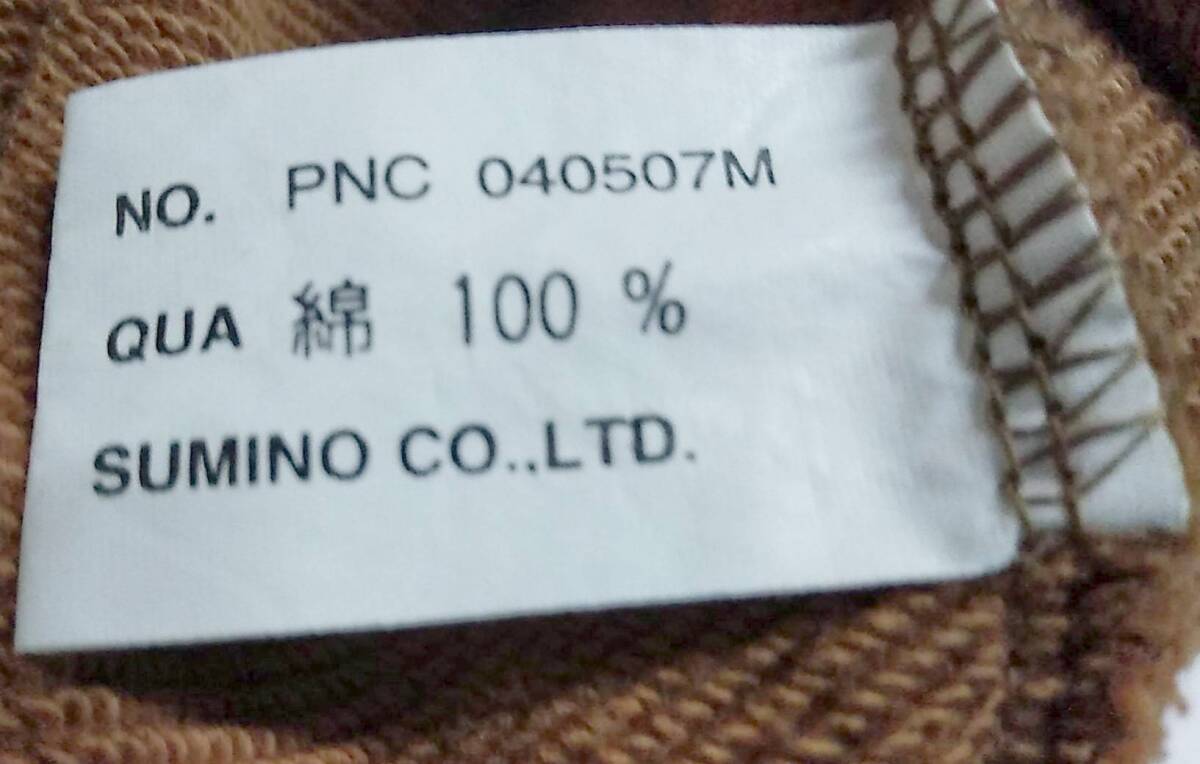 NO. PNC 040507M
QUA 綿 100 %
SUMINO CO.,LTD.